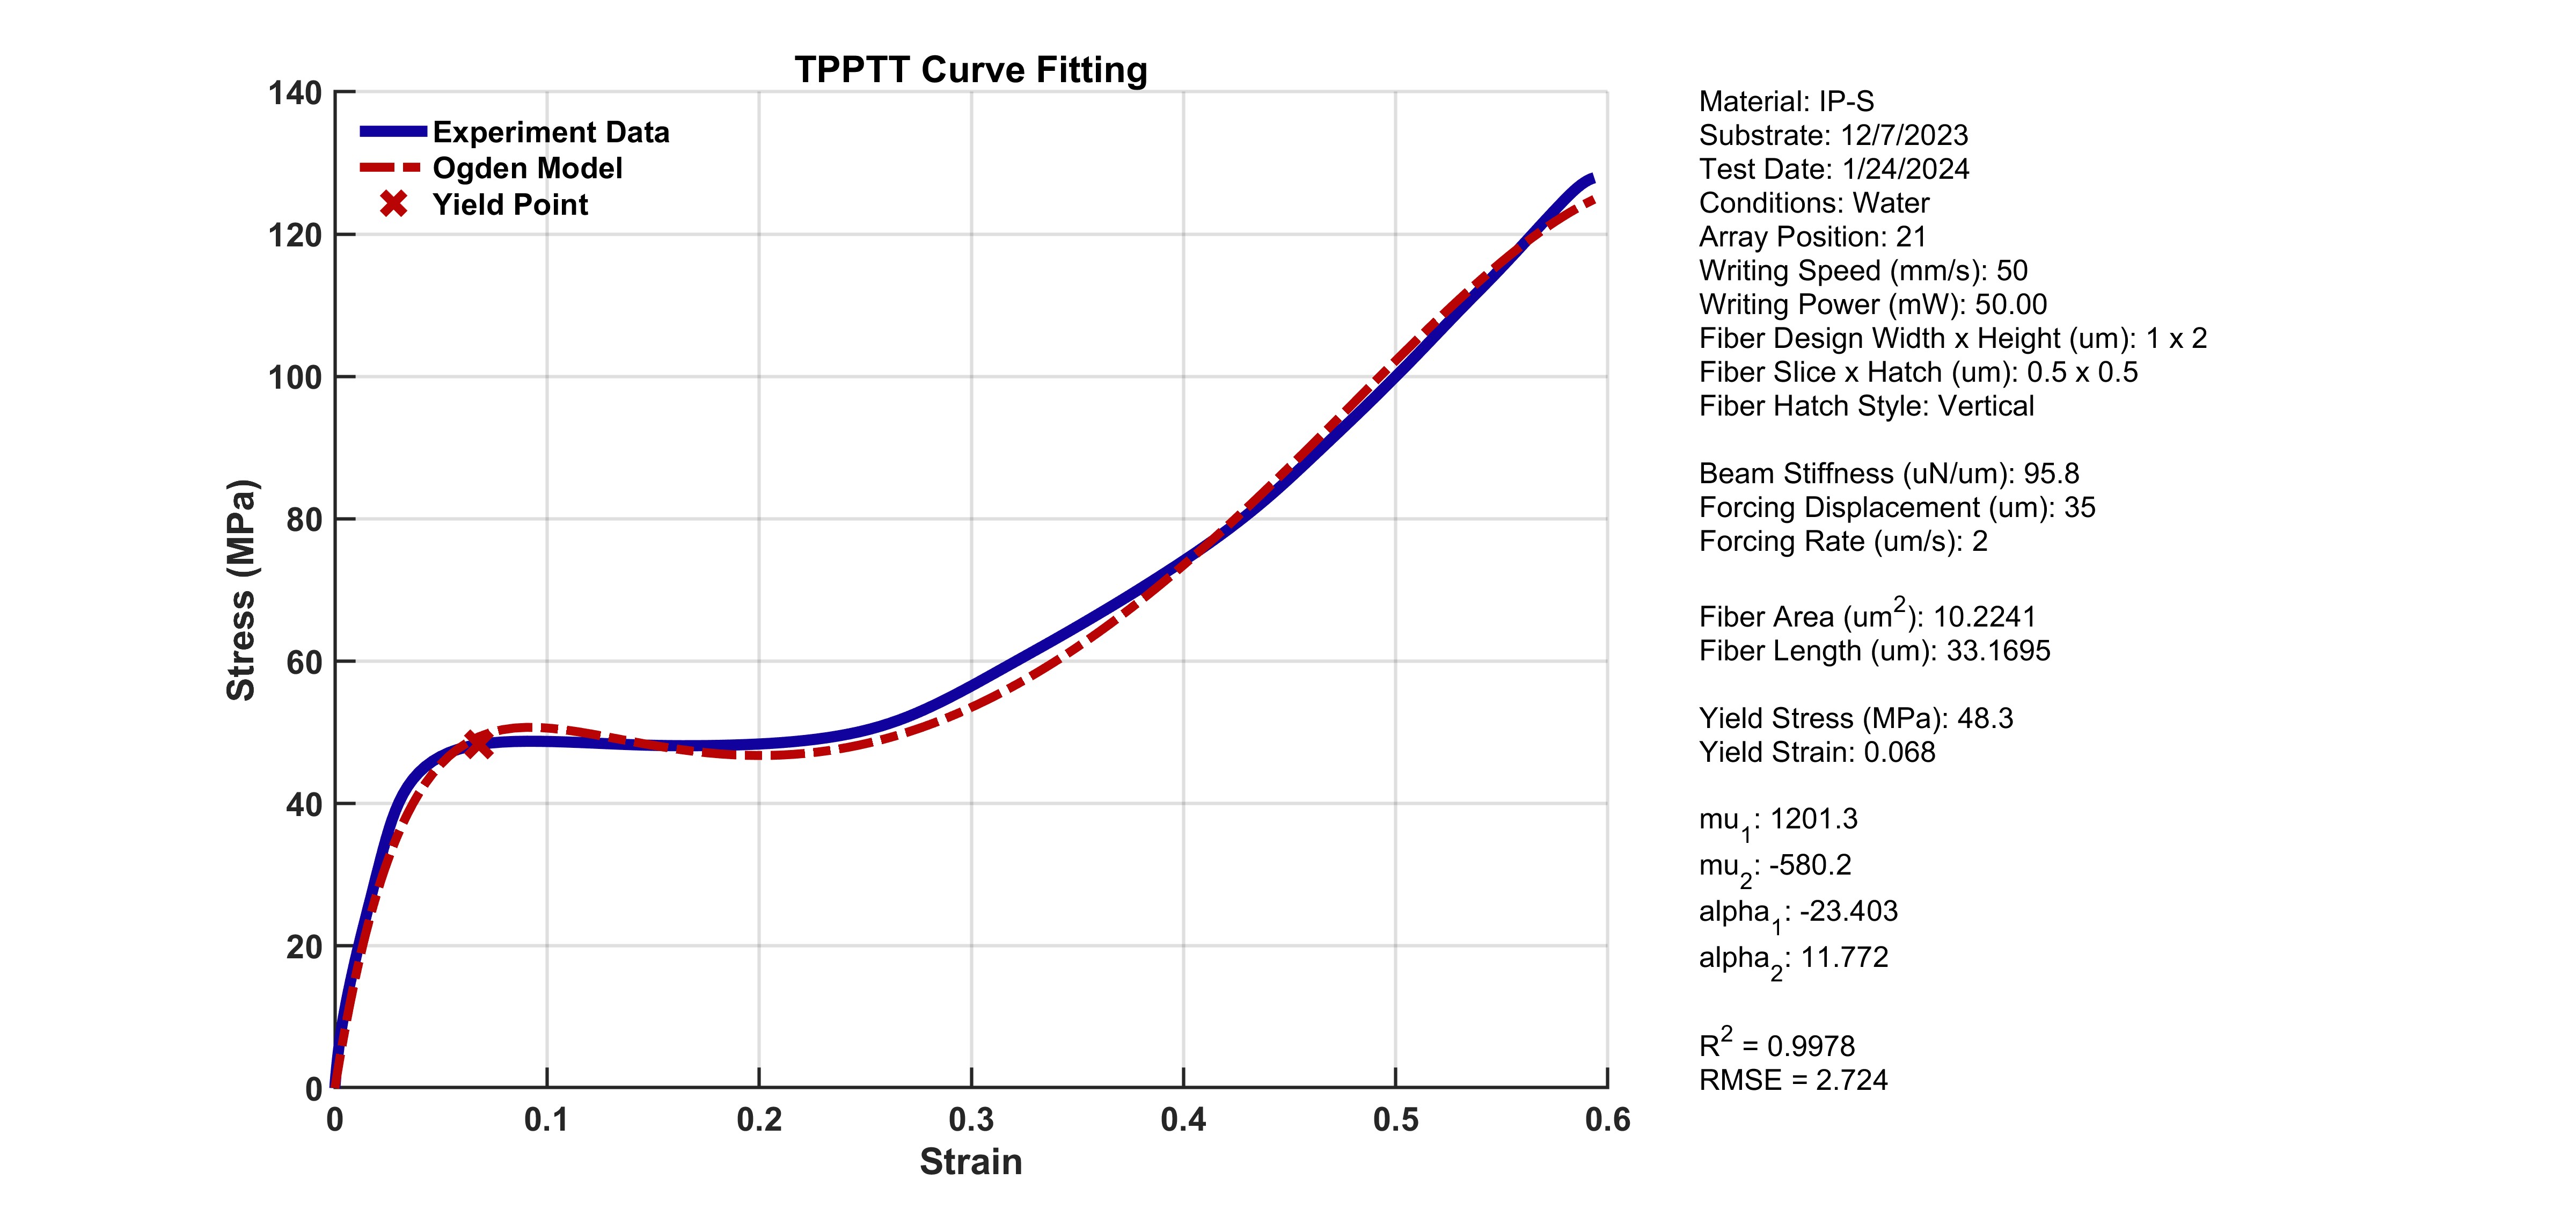 TPPTT Curve Fitting
140
120
100
80
60
40
20
0
Stress (MPa)
Experiment Data
Ogden Model
Yield Point
0 0.1 0.2 0.3 0.4 0.5 0.6
Strain
Material: IP-S
Substrate: 12/7/2023
Test Date: 1/24/2024
Conditions: Water
Array Position: 21
Writing Speed (mm/s): 50
Writing Power (mW): 50.00
Fiber Design Width x Height (um): 1 x 2
Fiber Slice x Hatch (um): 0.5 x 0.5
Fiber Hatch Style: Vertical
Beam Stiffness (uN/um): 95.8
Forcing Displacement (um): 35
Forcing Rate (um/s): 2
Fiber Area (um²): 10.2241
Fiber Length (um): 33.1695
Yield Stress (MPa): 48.3
Yield Strain: 0.068
mu₁: 1201.3
mu₂: -580.2
alpha₁: -23.403
alpha₂: 11.772
R² = 0.9978
RMSE = 2.724